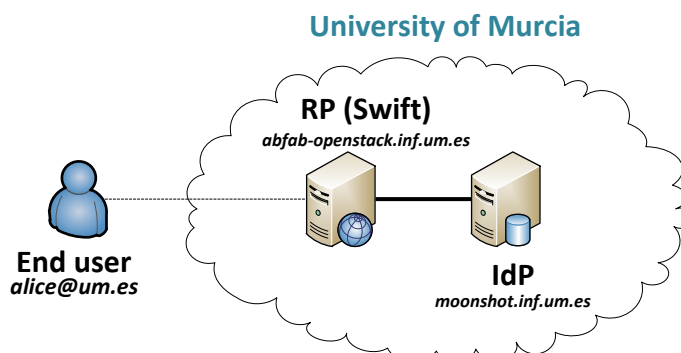 University of Murcia
RP (Swift)
abfab-openstack.inf.um.es
End user
alice@um.es
IdP
moonshot.inf.um.es